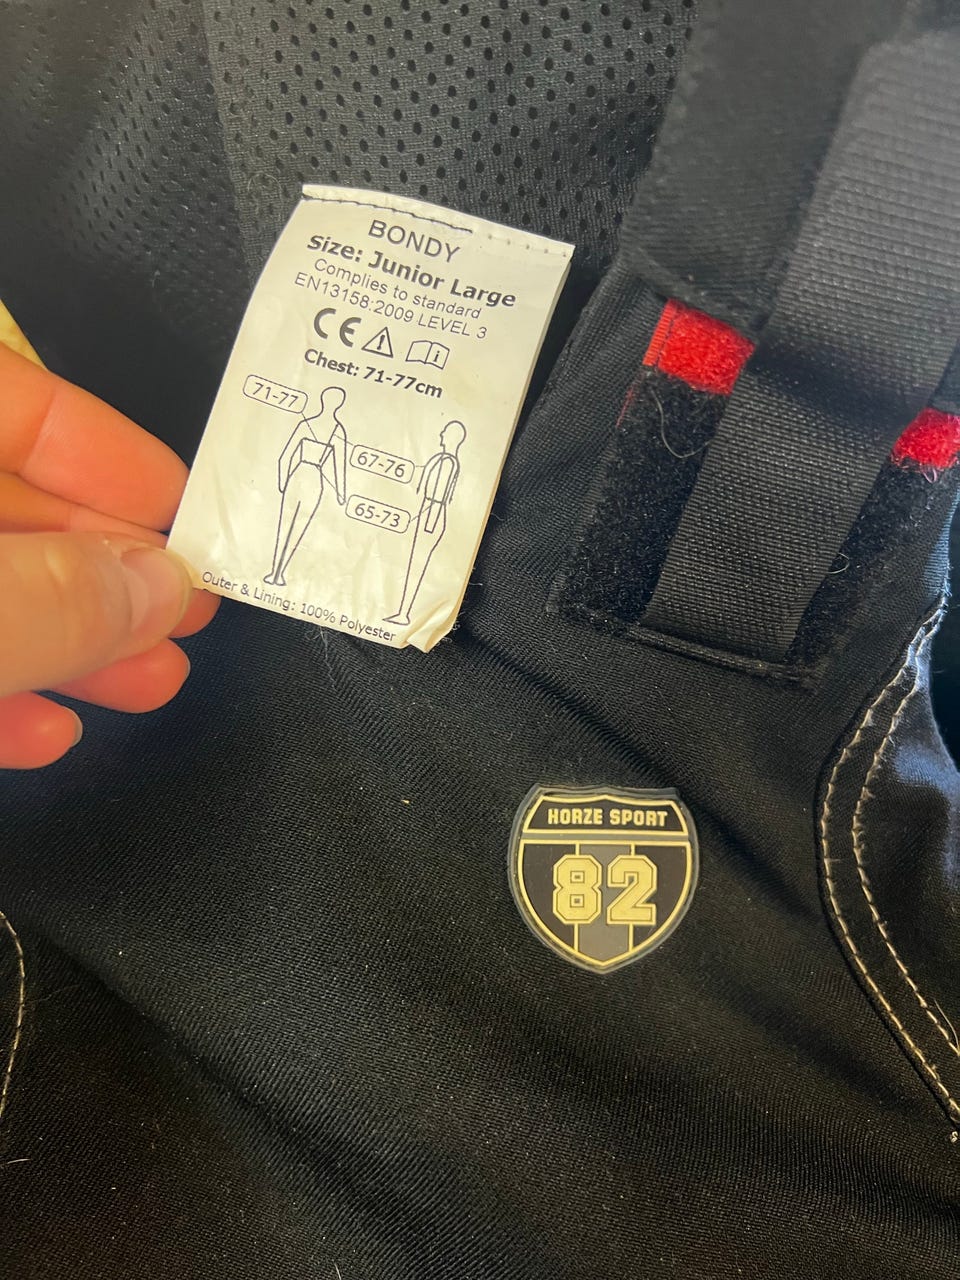 BONDY
Size: Junior Large
Complies to standard
EN13158:2009 LEVEL 3
CE
Chest: 71-77cm
71-77
67-76
65-73
Outer & Lining: 100% Polyester
HORZE SPORT
82